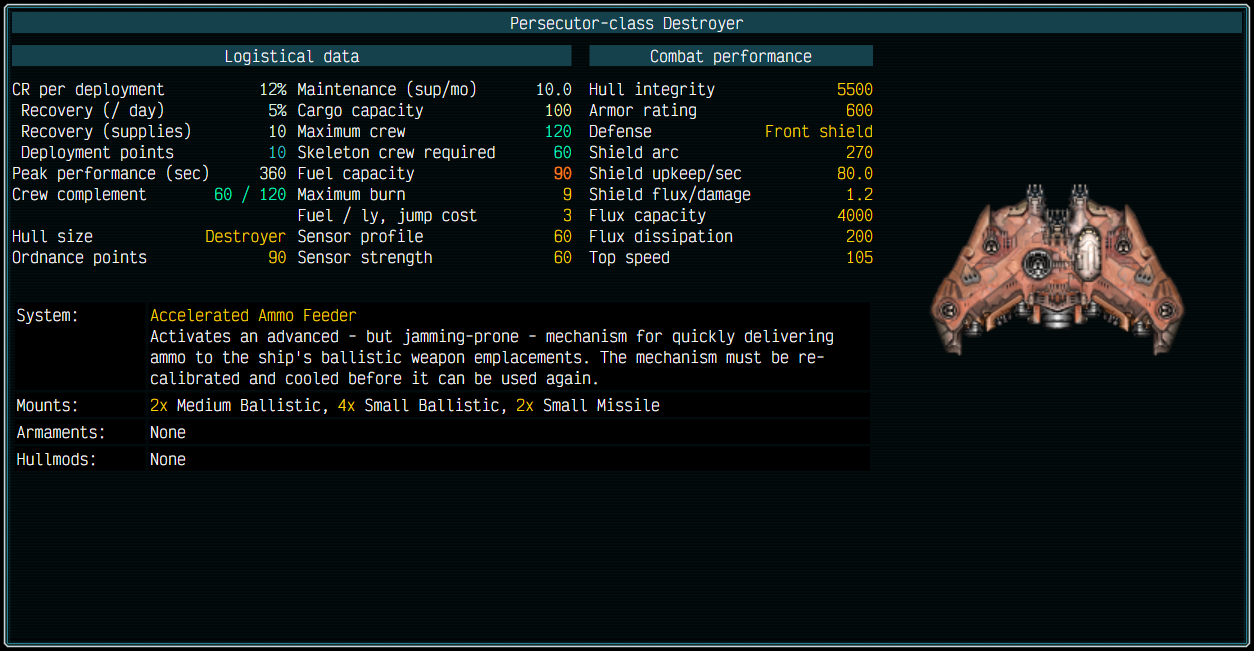 Persecutor-class Destroyer
Logistical data
CR per deployment 12% Maintenance (sup/mo) 10.0
Recovery (/ day) 5% Cargo capacity 100
Recovery (supplies) 10 Maximum crew 120
Deployment points 10 Skeleton crew required 60
Peak performance (sec) 360 Fuel capacity 90
Crew complement 60 / 120 Maximum burn 9
Fuel / ly, jump cost 3
Hull size Destroyer Sensor profile 60
Ordnance points 90 Sensor strength 60
Combat performance
Hull integrity 5500
Armor rating 600
Defense Front shield
Shield arc 270
Shield upkeep/sec 80.0
Shield flux/damage 1.2
Flux capacity 4000
Flux dissipation 200
Top speed 105
System: Accelerated Ammo Feeder
Activates an advanced - but jamming-prone - mechanism for quickly delivering
ammo to the ship's ballistic weapon emplacements. The mechanism must be re-
calibrated and cooled before it can be used again.
Mounts: 2x Medium Ballistic, 4x Small Ballistic, 2x Small Missile
Armaments: None
Hullmods: None